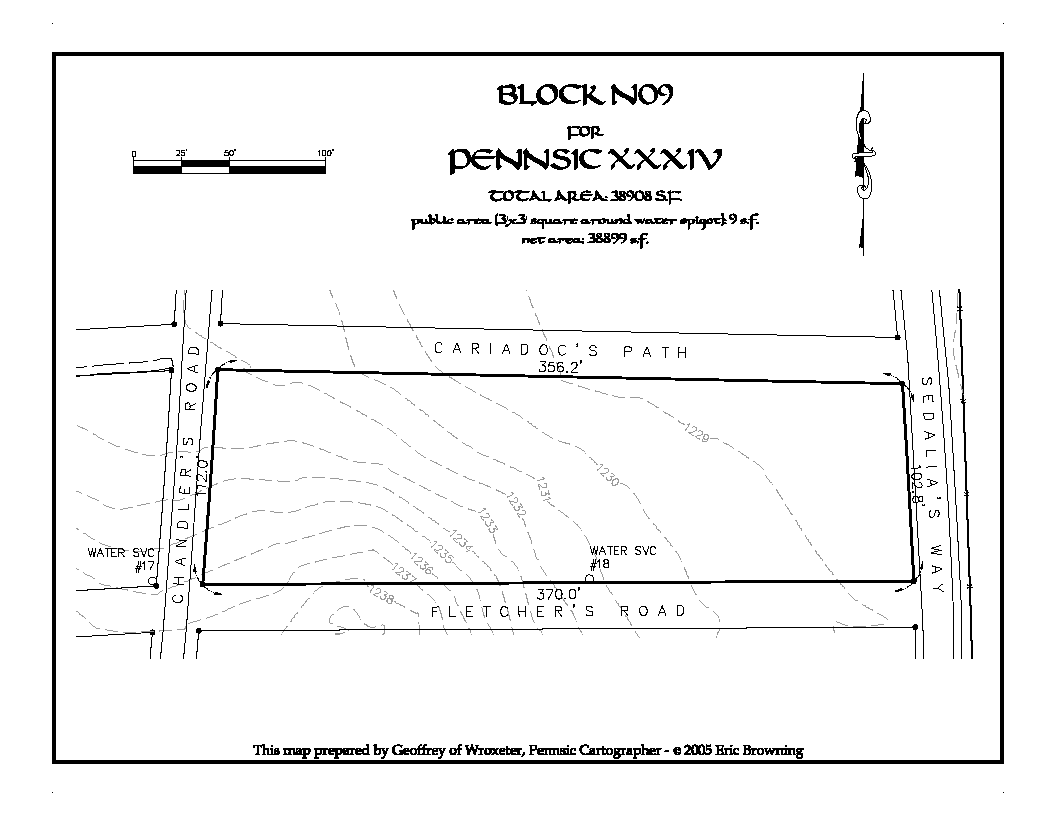 BLOCK N09
FOR
PENNSIC XXXIV
TOTAL AREA: 38908 S.F.
public area (3'x3' square around water spigot): 9 s.f.
net area: 38899 s.f.
0 25' 50' 100'
CARIADOC'S PATH
356.2'
CHANDLER'S ROAD
112.0'
SEDALIA'S WAY
102.8'
1229
1230
1231
1232
1233
1234
1235
1236
1237
1238
WATER SVC
#17
WATER SVC
#18
370.0'
FLETCHER'S ROAD
This map prepared by Geoffrey of Wroxeter, Pennsic Cartographer - © 2005 Eric Browning